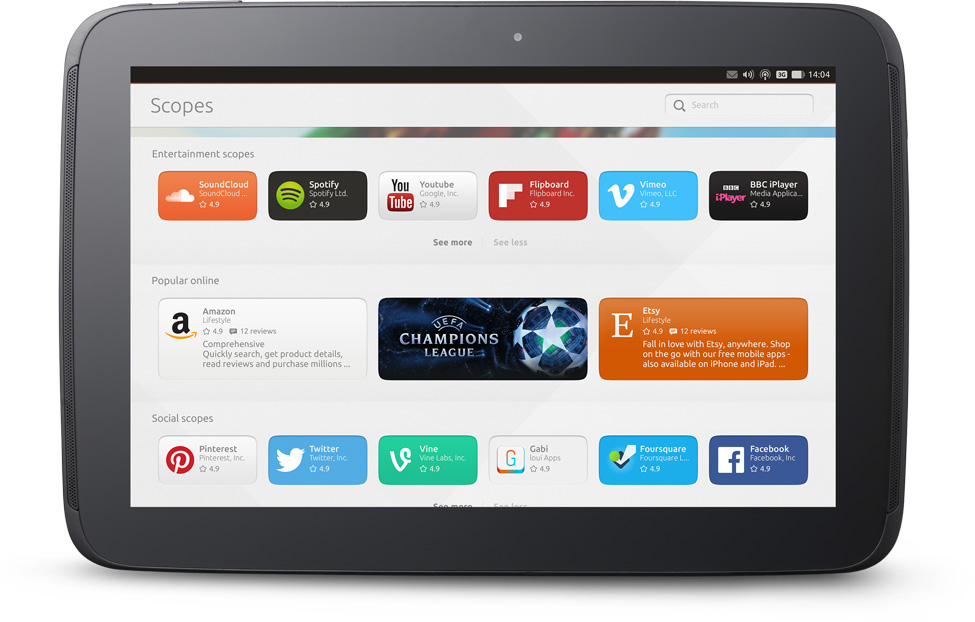 3G 14:04
Scopes
Search
Entertainment scopes
SoundCloud
SoundCloud ...
4.9
Spotify
Spotify Ltd.
4.9
You
Tube
Youtube
Google, Inc.
4.9
Flipboard
Flipboard Inc.
4.9
Vimeo
Vimeo, LLC
4.9
BBC
iPlayer
BBC iPlayer
Media Applica...
4.9
See more See less
Popular online
a
Amazon
Lifestyle
4.9 12 reviews
Comprehensive
Quickly search, get product details,
read reviews and purchase millions ...
UEFA
CHAMPIONS
LEAGUE
E
Etsy
Lifestyle
4.9 12 reviews
Fall in love with Etsy, anywhere. Shop
on the go with our free mobile apps -
also available on iPhone and iPad. ...
Social scopes
Pinterest
Pinterest, Inc.
4.9
Twitter
Twitter, Inc.
4.9
Vine
Vine Labs, Inc.
4.9
G
Gabi
loui Apps
4.9
Foursquare
Foursquare L...
4.9
Facebook
Facebook, Inc
4.9
See more See less